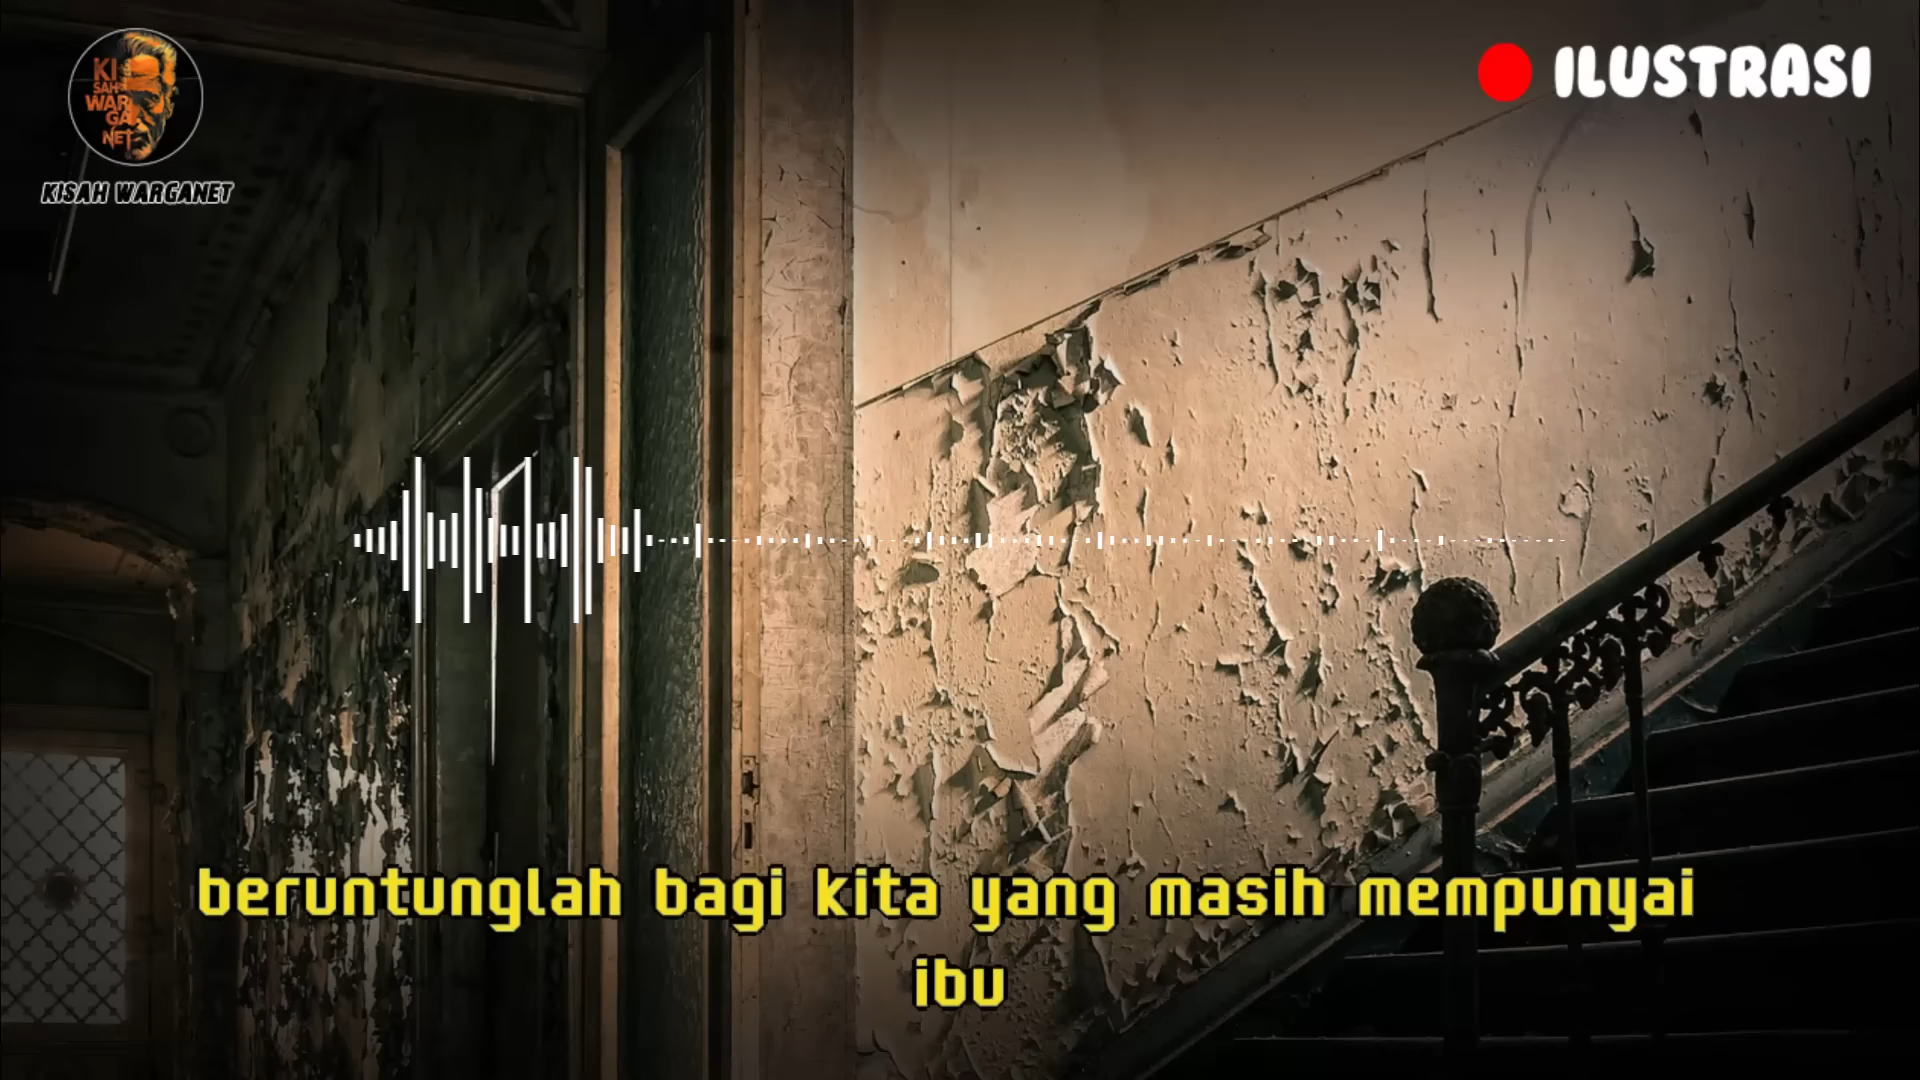 KI
SAH
WAR
GA
NET
KISAH WARGANET
ILUSTRASI
beruntunglah bagi kita yang masih mempunyai
ibu